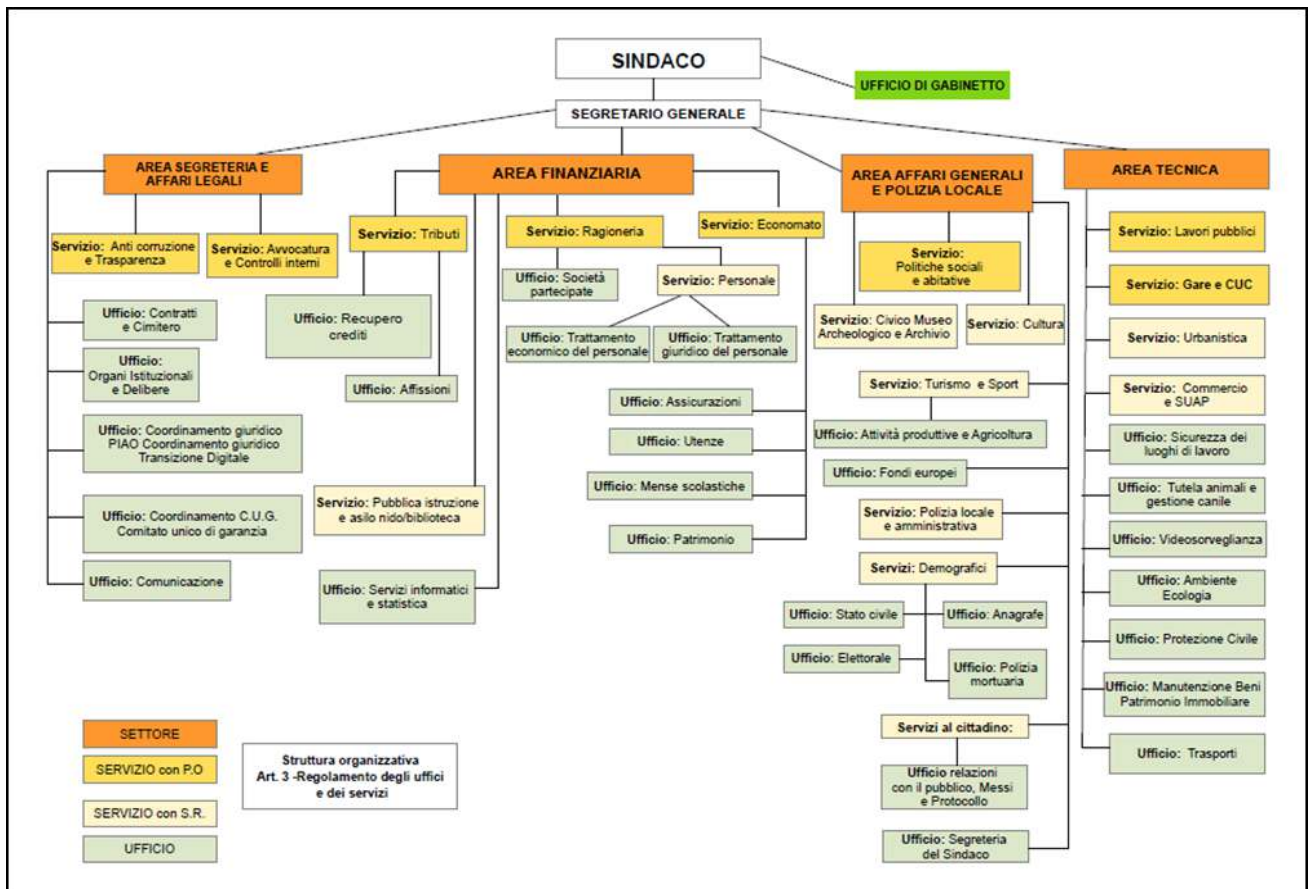 SINDACO
UFFICIO DI GABINETTO
SEGRETARIO GENERALE
AREA SEGRETERIA E
AFFARI LEGALI
Servizio: Anti corruzione
e Trasparenza
Servizio: Avvocatura
e Controlli interni
Ufficio: Contratti
e Cimitero
Ufficio:
Organi Istituzionali
e Delibere
Ufficio: Coordinamento giuridico
PIAO Coordinamento giuridico
Transizione Digitale
Ufficio: Coordinamento C.U.G.
Comitato unico di garanzia
Ufficio: Comunicazione
AREA FINANZIARIA
Servizio: Tributi
Ufficio: Recupero
crediti
Ufficio: Affissioni
Servizio: Pubblica istruzione
e asilo nido/biblioteca
Ufficio: Servizi informatici
e statistica
Servizio: Ragioneria
Ufficio: Società
partecipate
Servizio: Personale
Ufficio: Trattamento
economico del personale
Ufficio: Trattamento
giuridico del personale
Servizio: Economato
Ufficio: Assicurazioni
Ufficio: Utenze
Ufficio: Mense scolastiche
Ufficio: Patrimonio
AREA AFFARI GENERALI
E POLIZIA LOCALE
Servizio:
Politiche sociali
e abitative
Servizio: Civico Museo
Archeologico e Archivio
Servizio: Cultura
Servizio: Turismo e Sport
Ufficio: Attività produttive e Agricoltura
Ufficio: Fondi europei
Servizio: Polizia locale
e amministrativa
Servizi: Demografici
Ufficio: Stato civile
Ufficio: Anagrafe
Ufficio: Elettorale
Ufficio: Polizia
mortuaria
Servizi al cittadino:
Ufficio relazioni
con il pubblico, Messi
e Protocollo
Ufficio: Segreteria
del Sindaco
AREA TECNICA
Servizio: Lavori pubblici
Servizio: Gare e CUC
Servizio: Urbanistica
Servizio: Commercio
e SUAP
Ufficio: Sicurezza dei
luoghi di lavoro
Ufficio: Tutela animali e
gestione canile
Ufficio: Videosorveglianza
Ufficio: Ambiente
Ecologia
Ufficio: Protezione Civile
Ufficio: Manutenzione Beni
Patrimonio Immobiliare
Ufficio: Trasporti
SETTORE
SERVIZIO con P.O
SERVIZIO con S.R.
UFFICIO
Struttura organizzativa
Art. 3 -Regolamento degli uffici
e dei servizi